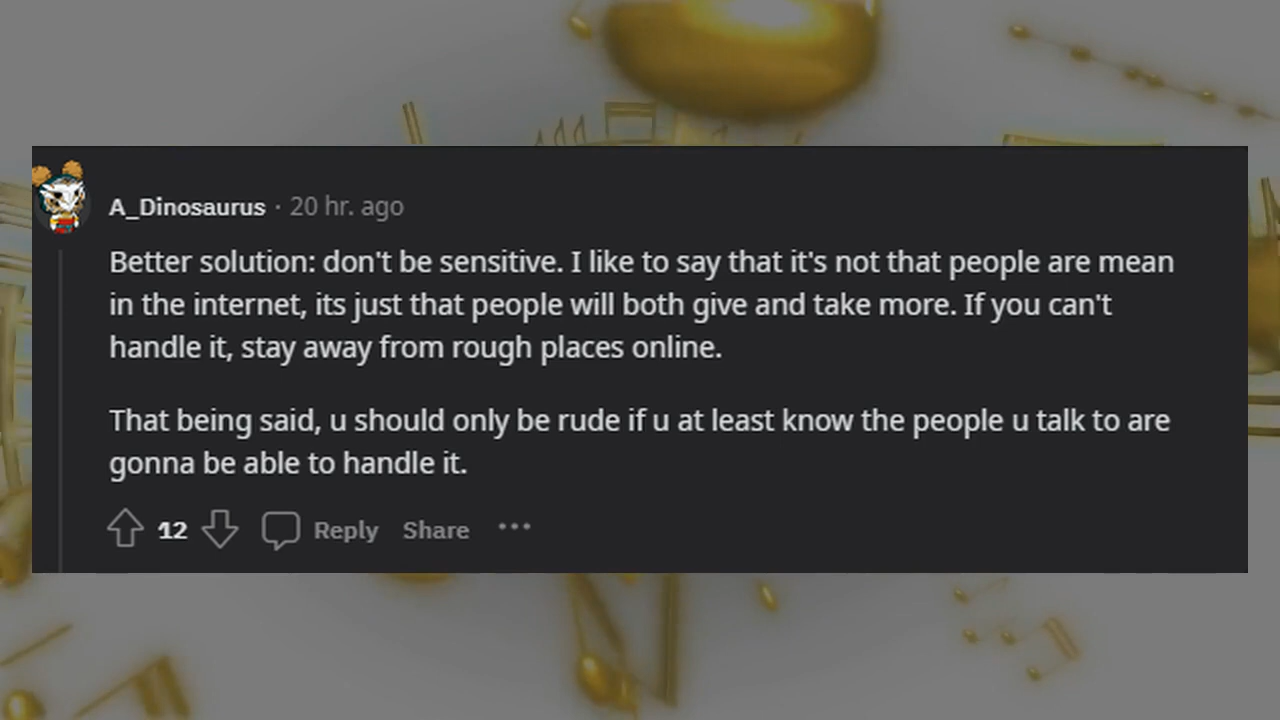 A_Dinosaurus · 20 hr. ago
Better solution: don't be sensitive. I like to say that it's not that people are mean
in the internet, its just that people will both give and take more. If you can't
handle it, stay away from rough places online.
That being said, u should only be rude if u at least know the people u talk to are
gonna be able to handle it.
12 Reply Share ···